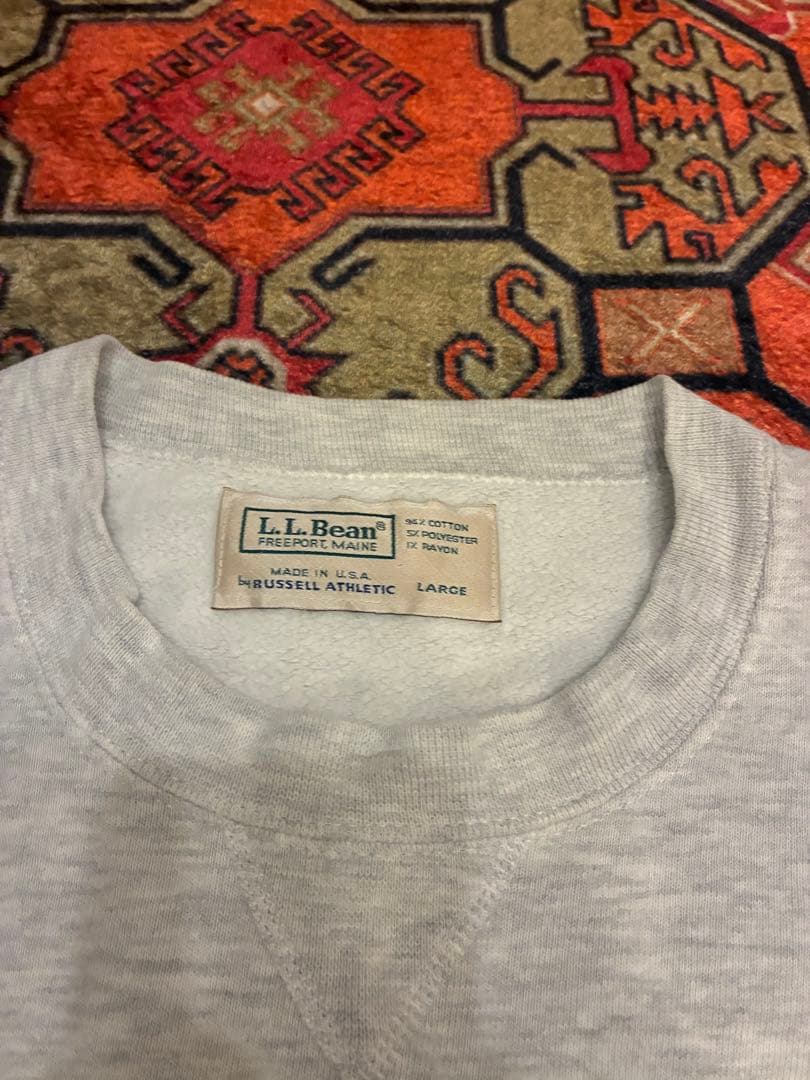 L.L.Bean®
FREEPORT, MAINE
94% COTTON
5% POLYESTER
1% RAYON
MADE IN U.S.A.
by RUSSELL ATHLETIC
LARGE